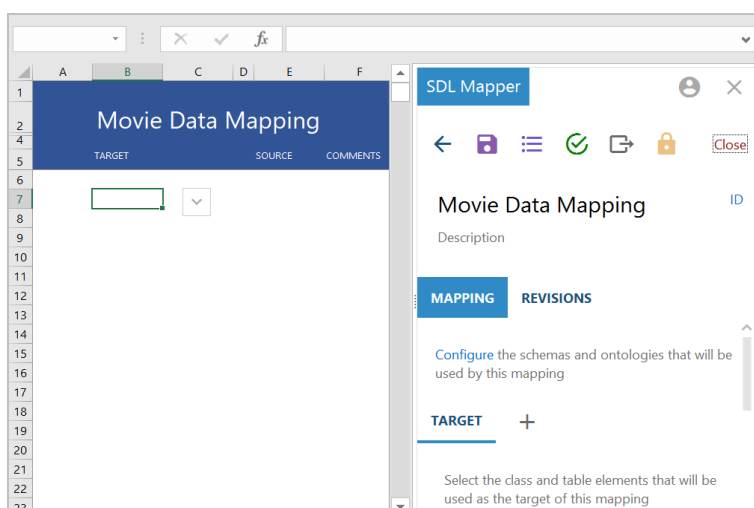 fx
A B C D E F
1
2
4
5
6
7
8
9
10
11
12
13
14
15
16
17
18
19
20
21
22
23
Movie Data Mapping
TARGET SOURCE COMMENTS
SDL Mapper
Close
Movie Data Mapping
ID
Description
MAPPING REVISIONS
Configure the schemas and ontologies that will be
used by this mapping
TARGET +
Select the class and table elements that will be
used as the target of this mapping